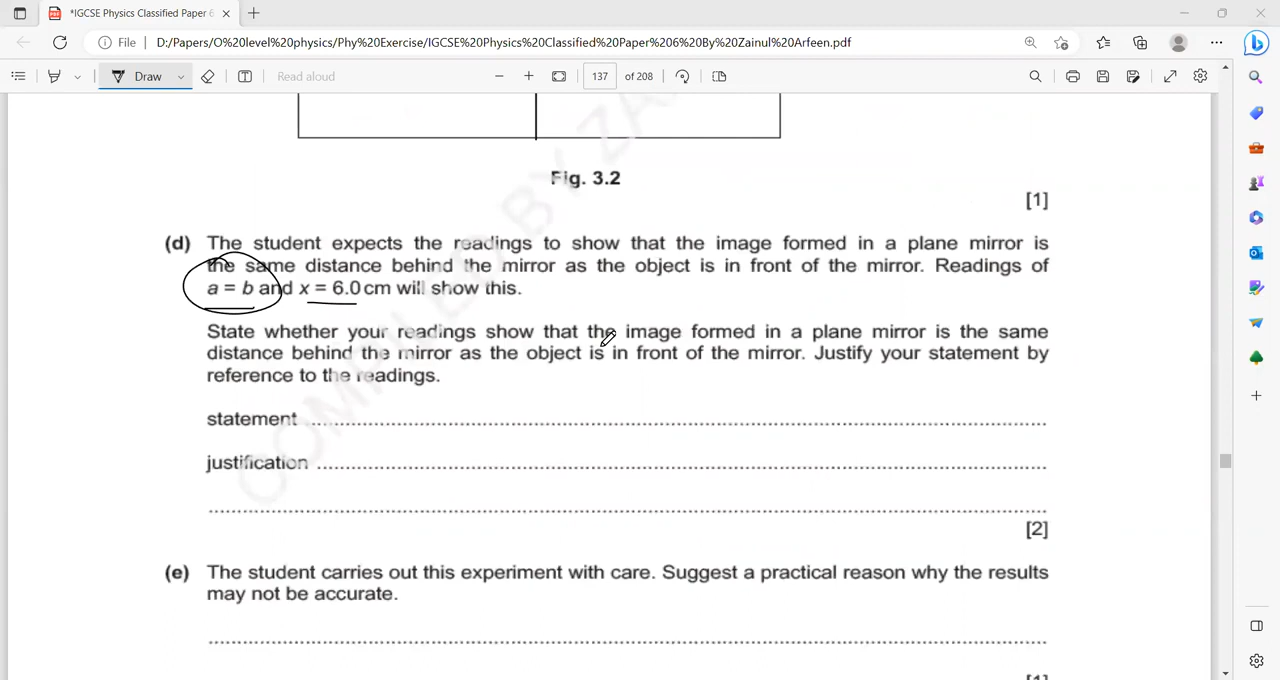 *IGCSE Physics Classified Paper 6
File
D:/Papers/O%20level%20physics/Phy%20Exercise/IGCSE%20Physics%20Classified%20Paper%206%20By%20Zainul%20Arfeen.pdf
Draw
Read aloud
137 of 208
Fig. 3.2
[1]
(d) The student expects the readings to show that the image formed in a plane mirror is
the same distance behind the mirror as the object is in front of the mirror. Readings of
a = b and x = 6.0 cm will show this.
State whether your readings show that the image formed in a plane mirror is the same
distance behind the mirror as the object is in front of the mirror. Justify your statement by
reference to the readings.
statement
justification
[2]
(e) The student carries out this experiment with care. Suggest a practical reason why the results
may not be accurate.
[1]
COMPILED BY ZA